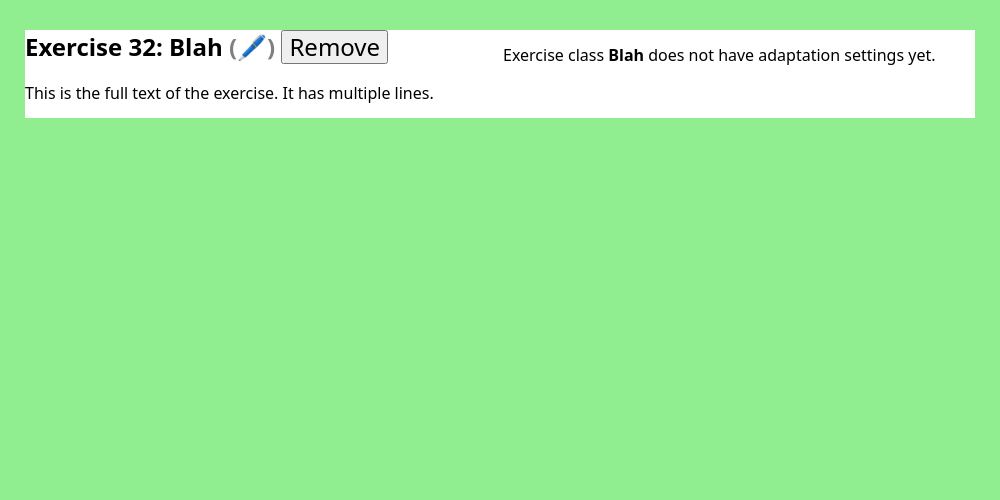 Exercise 32: Blah (🖊️) Remove
Exercise class Blah does not have adaptation settings yet.
This is the full text of the exercise. It has multiple lines.